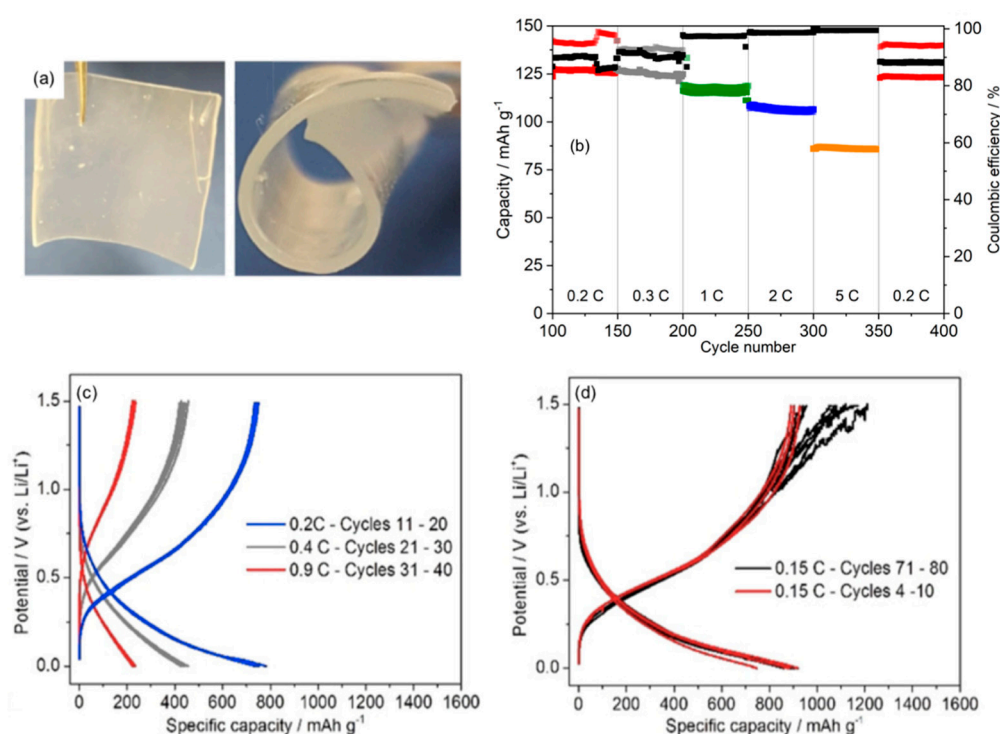 (a)
(b)
Capacity / mAh g⁻¹
150
125
100
75
50
25
0
Coulombic efficiency / %
100
80
60
40
20
0
0.2 C
0.3 C
1 C
2 C
5 C
0.2 C
100
150
200
250
300
350
400
Cycle number
(c)
Potential / V (vs. Li/Li⁺)
1.5
1.0
0.5
0.0
0.2C - Cycles 11 - 20
0.4 C - Cycles 21 - 30
0.9 C - Cycles 31 - 40
0
200
400
600
800
1000
1200
1400
1600
Specific capacity / mAh g⁻¹
(d)
Potential / V (vs. Li/Li⁺)
1.5
1.0
0.5
0.0
0.15 C - Cycles 71 - 80
0.15 C - Cycles 4 -10
0
200
400
600
800
1000
1200
1400
1600
Specific capacity / mAh g⁻¹